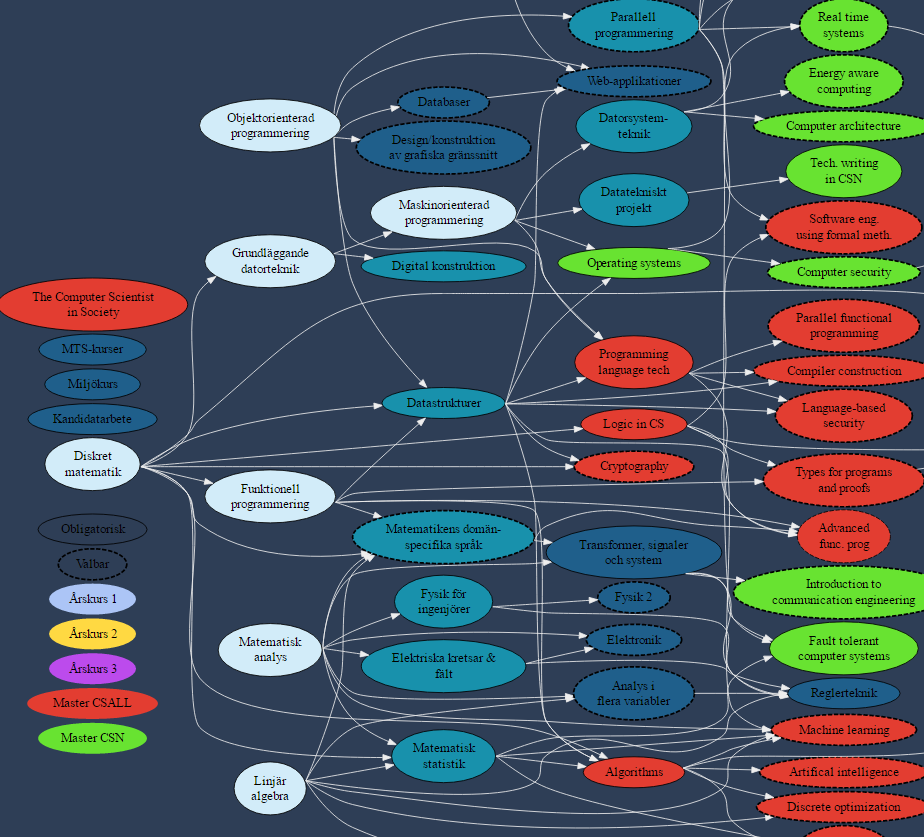 Parallell
programmering
Real time
systems
Web-applikationer
Energy aware
computing
Databaser
Objektorienterad
programmering
Datorsystem-
teknik
Computer architecture
Design/konstruktion
av grafiska gränssnitt
Tech. writing
in CSN
Maskinorienterad
programmering
Datatekniskt
projekt
Software eng.
using formal meth.
Grundläggande
datorteknik
Digital konstruktion
Operating systems
Computer security
The Computer Scientist
in Society
Parallel functional
programming
MTS-kurser
Programming
language tech
Compiler construction
Miljökurs
Datastrukturer
Language-based
security
Kandidatarbete
Logic in CS
Diskret
matematik
Cryptography
Types for programs
and proofs
Funktionell
programmering
Obligatorisk
Matematikens domän-
specifika språk
Transformer, signaler
och system
Advanced
func. prog
Valbar
Introduction to
communication engineering
Årskurs 1
Fysik för
ingenjörer
Fysik 2
Årskurs 2
Matematisk
analys
Elektronik
Fault tolerant
computer systems
Årskurs 3
Elektriska kretsar &
fält
Analys i
flera variabler
Reglerteknik
Master CSALL
Machine learning
Master CSN
Matematisk
statistik
Algorithms
Artifical intelligence
Linjär
algebra
Discrete optimization